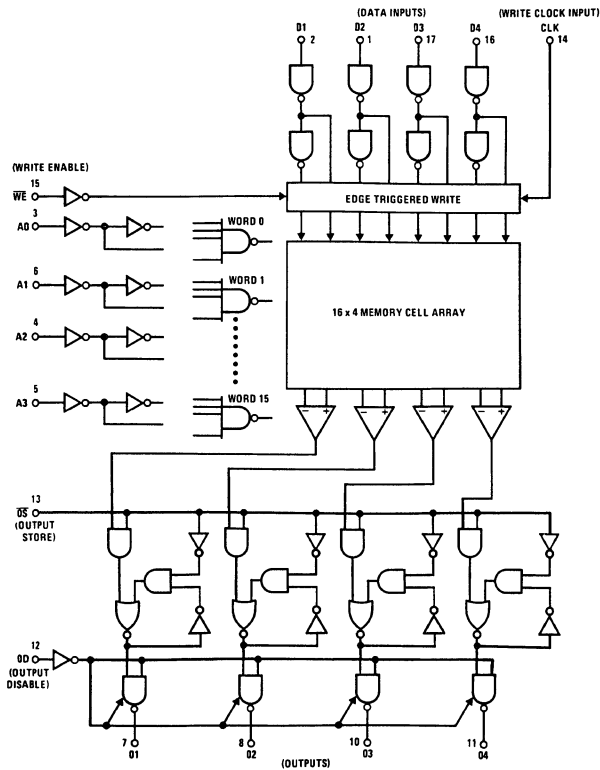 (DATA INPUTS)
(WRITE CLOCK INPUT)
D1
D2
D3
D4
CLK
2
1
17
16
14
(WRITE ENABLE)
15
WE
EDGE TRIGGERED WRITE
3
A0
WORD 0
6
A1
WORD 1
16 x 4 MEMORY CELL ARRAY
4
A2
5
A3
WORD 15
- +
- +
- +
- +
13
OS
(OUTPUT
STORE)
12
OD
(OUTPUT
DISABLE)
7
O1
8
O2
10
O3
11
O4
(OUTPUTS)